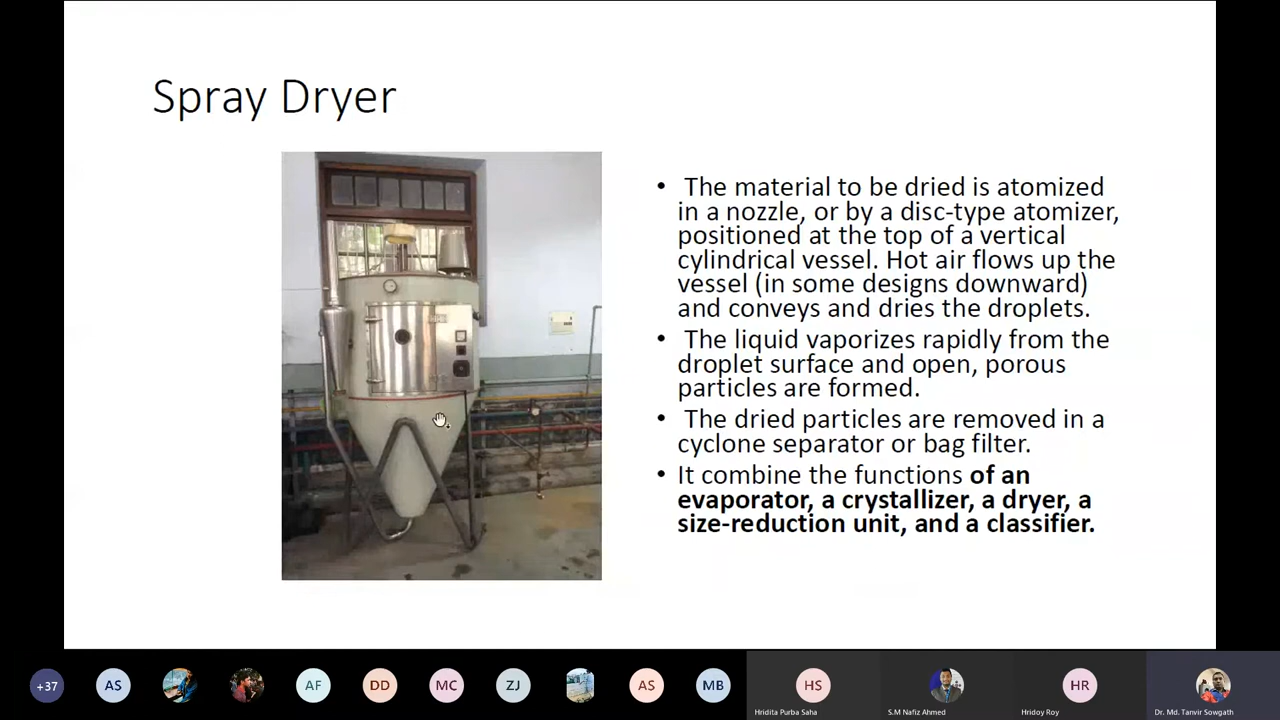 Spray Dryer
• The material to be dried is atomized
in a nozzle, or by a disc-type atomizer,
positioned at the top of a vertical
cylindrical vessel. Hot air flows up the
vessel (in some designs downward)
and conveys and dries the droplets.
• The liquid vaporizes rapidly from the
droplet surface and open, porous
particles are formed.
• The dried particles are removed in a
cyclone separator or bag filter.
• It combine the functions of an
evaporator, a crystallizer, a dryer, a
size-reduction unit, and a classifier.
+37 AS AF DD MC ZJ AS MB HS HR
Hridita Purba Saha S.M Nafiz Ahmed Hridoy Roy Dr. Md. Tanvir Sowgath